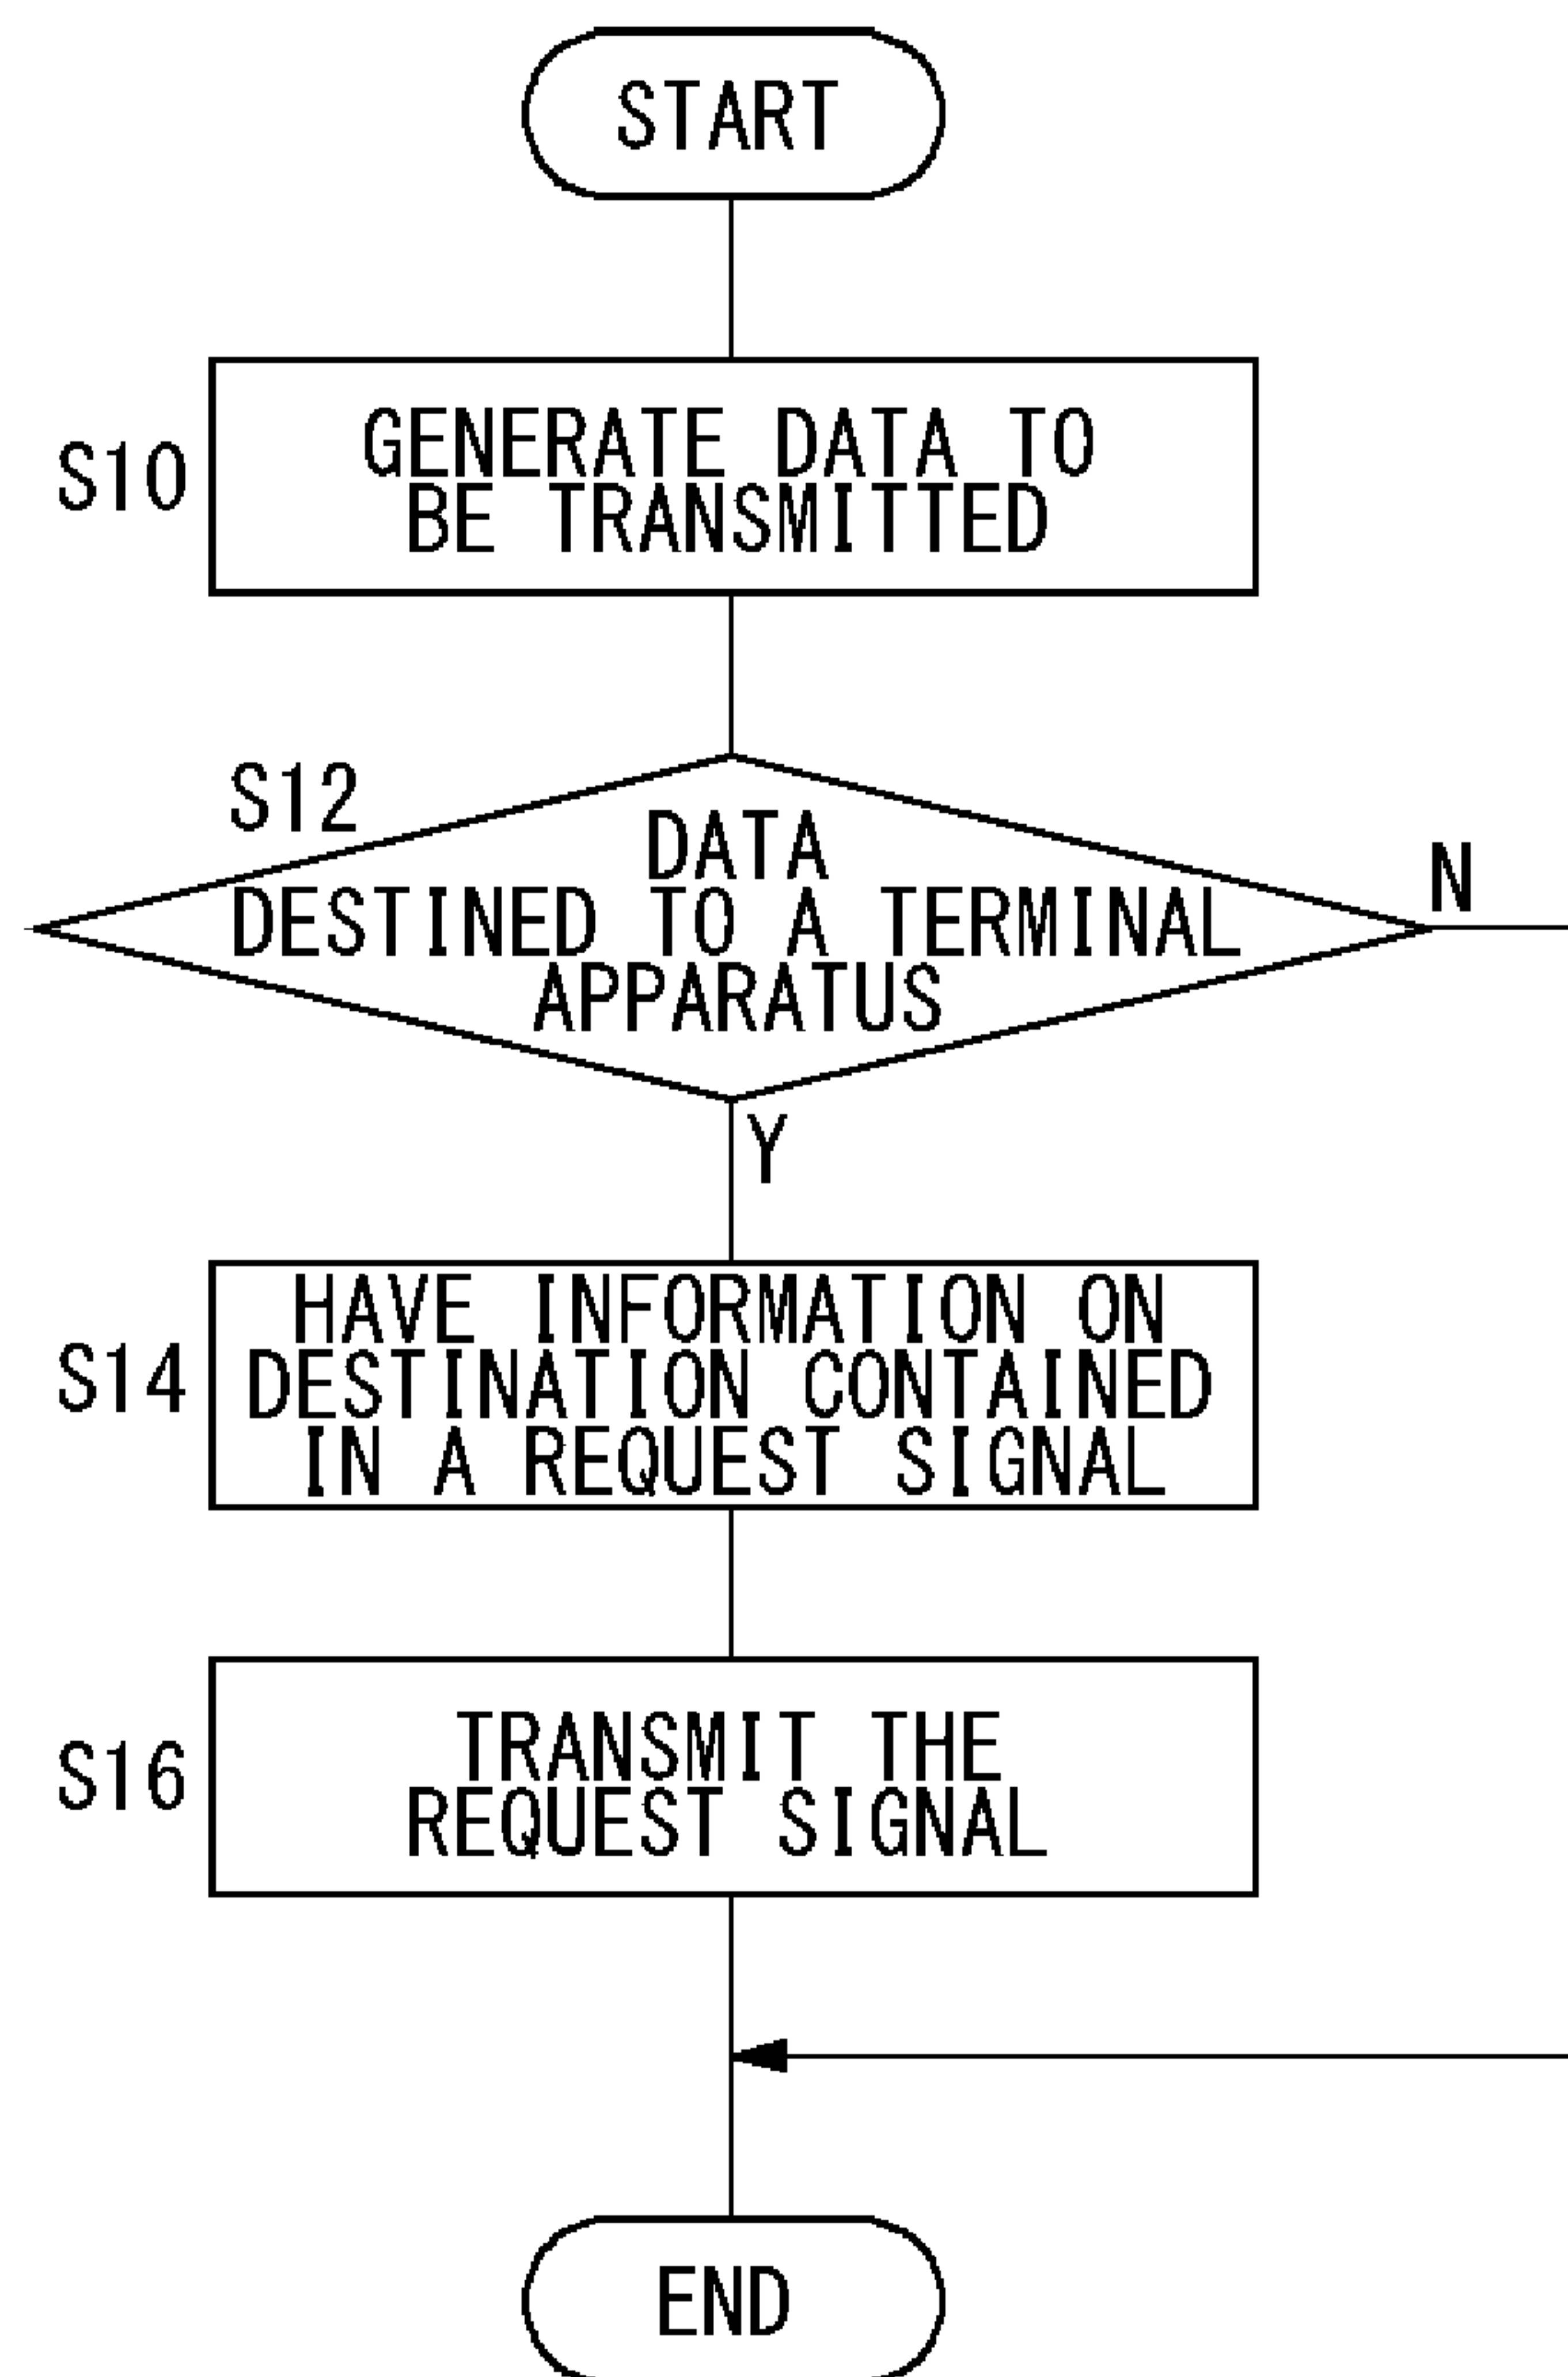 START
S10
GENERATE DATA TO
BE TRANSMITTED
S12
DATA
DESTINED TO A TERMINAL
APPARATUS
N
Y
S14
HAVE INFORMATION ON
DESTINATION CONTAINED
IN A REQUEST SIGNAL
S16
TRANSMIT THE
REQUEST SIGNAL
END